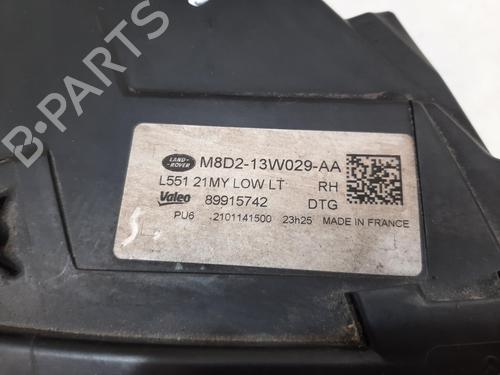 B-PARTS
LAND-ROVER
M8D2-13W029-AA
L551 21MY LOW LT RH
Valeo 89915742 DTG
PU6 2101141500 23h25 MADE IN FRANCE